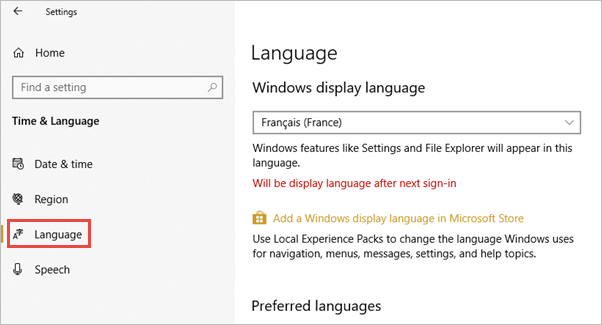 Settings
Home
Find a setting
Time & Language
Date & time
Region
Language
Speech
Language
Windows display language
Français (France)
Windows features like Settings and File Explorer will appear in this
language.
Will be display language after next sign-in
Add a Windows display language in Microsoft Store
Use Local Experience Packs to change the language Windows uses
for navigation, menus, messages, settings, and help topics.
Preferred languages